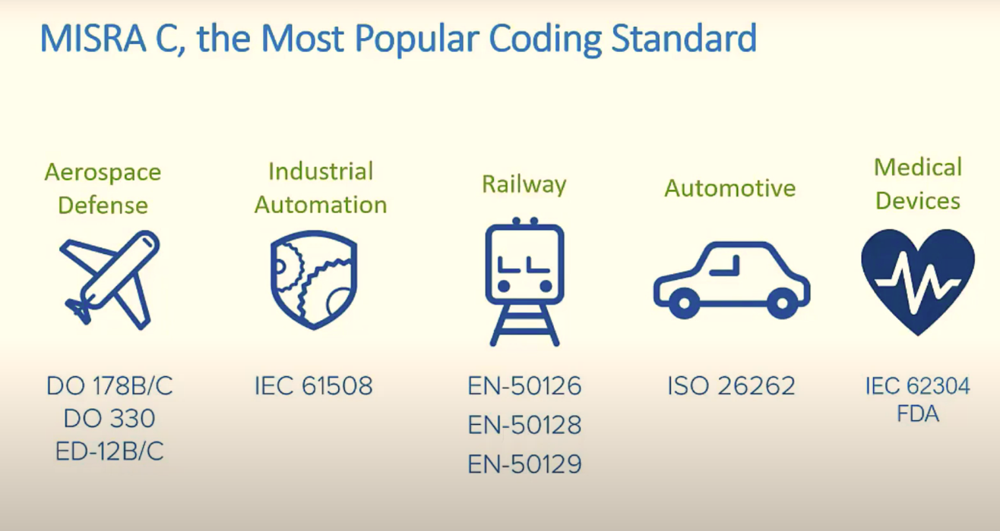 MISRA C, the Most Popular Coding Standard
Aerospace
Defense
DO 178B/C
DO 330
ED-12B/C
Industrial
Automation
IEC 61508
Railway
EN-50126
EN-50128
EN-50129
Automotive
ISO 26262
Medical
Devices
IEC 62304
FDA